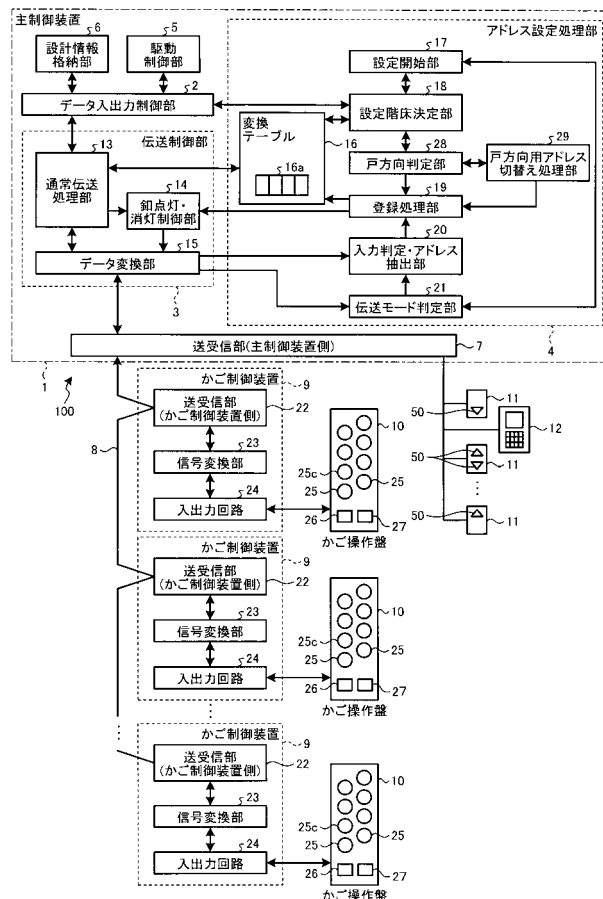 主制御装置
アドレス設定処理部
6
設計情報
格納部
5
駆動
制御部
2
データ入出力制御部
17
設定開始部
18
設定階床決定部
変換
テーブル
16
16a
28
戸方向判定部
29
戸方向用アドレス
切替え処理部
伝送制御部
13
通常伝送
処理部
14
釦点灯・
消灯制御部
15
データ変換部
3
19
登録処理部
20
入力判定・アドレス
抽出部
21
伝送モード判定部
4
送受信部(主制御装置側)
7
1
100
8
かご制御装置
9
送受信部
(かご制御装置側)
22
23
信号変換部
24
入出力回路
10
25c
25
25
26
27
かご操作盤
50
11
12
50
11
50
11
かご制御装置
9
送受信部
(かご制御装置側)
22
23
信号変換部
24
入出力回路
10
25c
25
25
26
27
かご操作盤
かご制御装置
9
送受信部
(かご制御装置側)
22
23
信号変換部
24
入出力回路
10
25c
25
25
26
27
かご操作盤